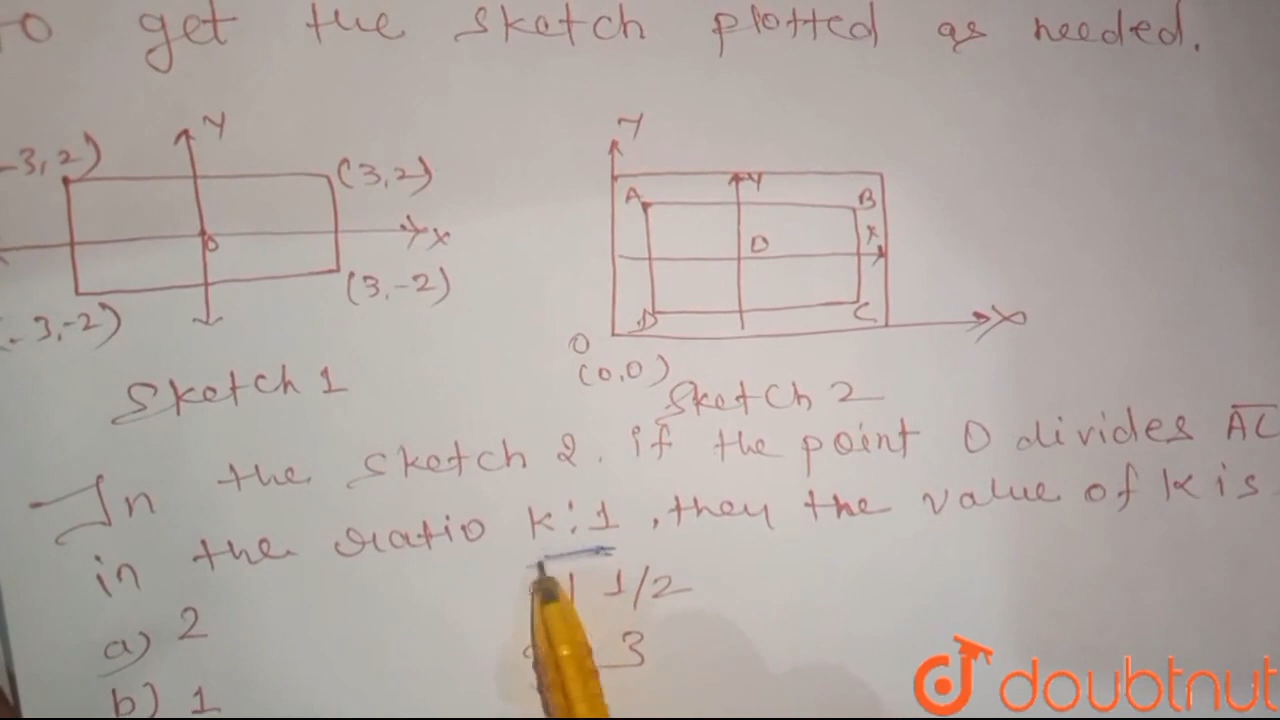 to get the sketch plotted as needed.
Y
-3,2)
(3,2)
O
X
-3,-2)
(3,-2)
Sketch 1
Y
A
Y
B
O
X
D
C
O
X
(0,0)
Sketch 2
In the sketch 2. if the point O divides AC
in the ratio k:1, then the value of k is
a) 2
1/2
b) 1
3
doubtnut